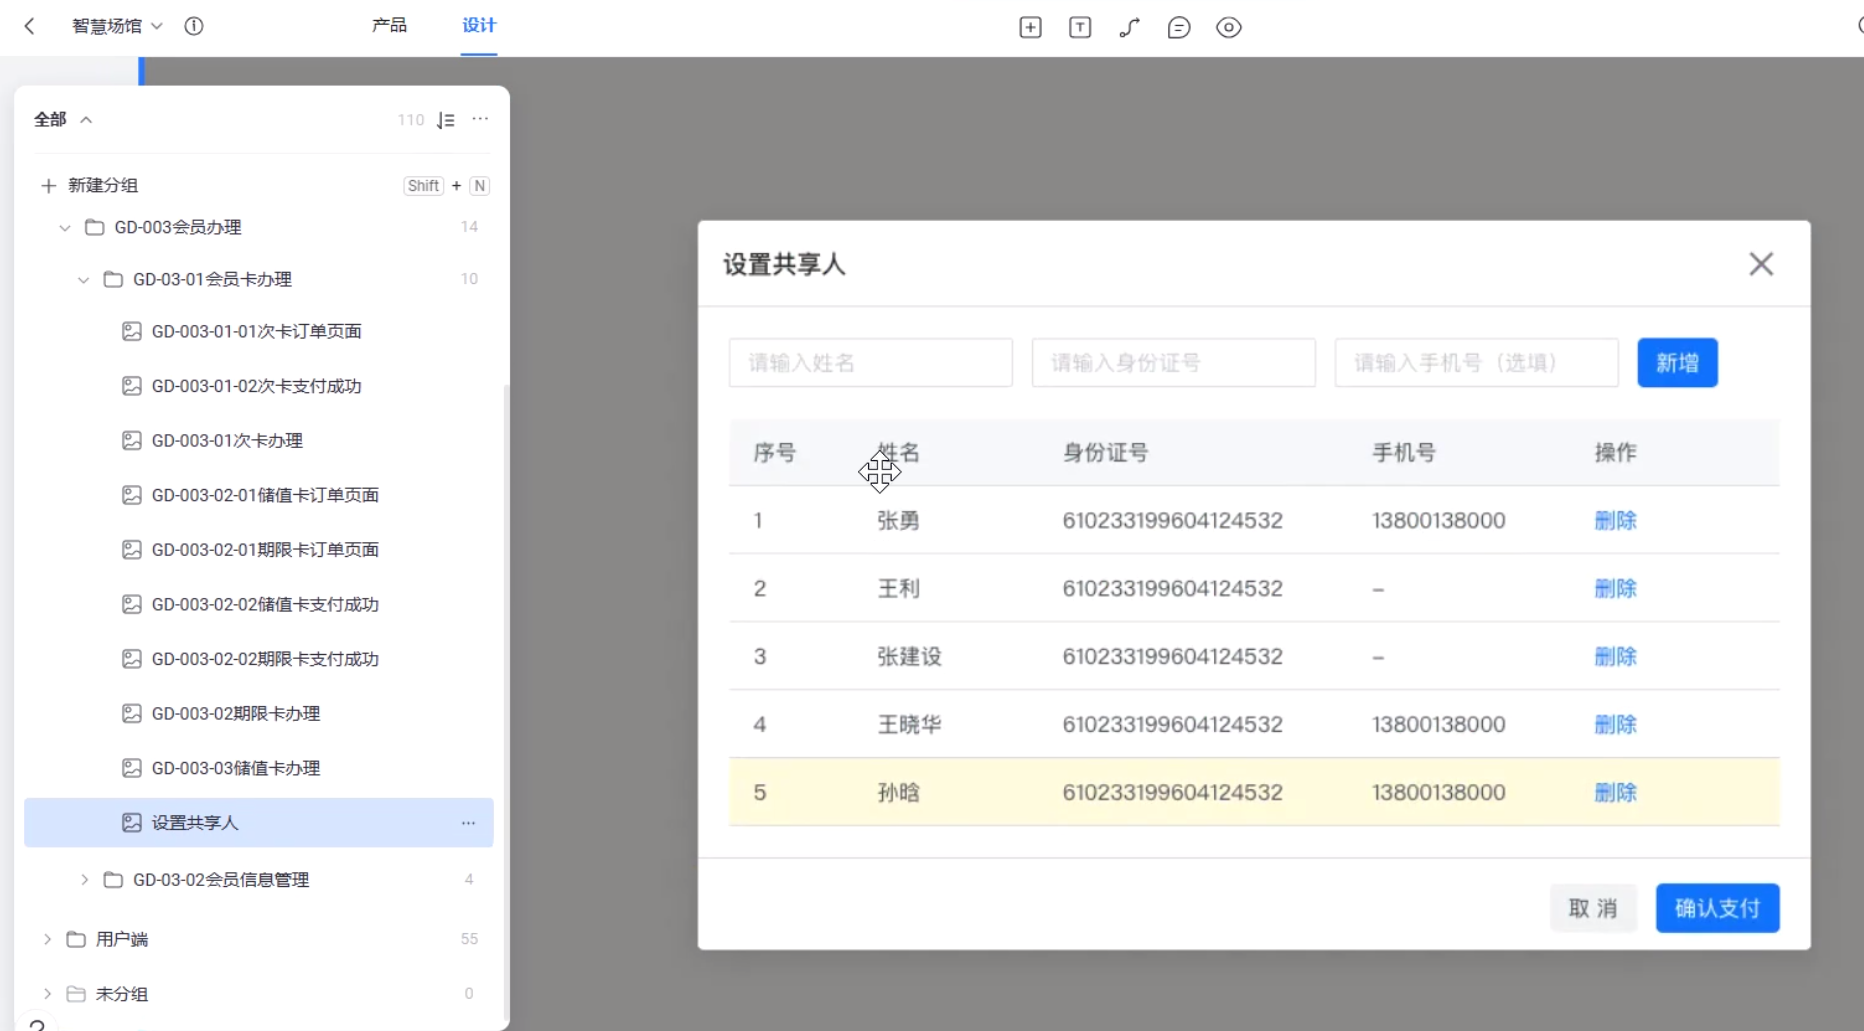 智慧场馆
产品
设计
全部
110
新建分组
Shift + N
GD-003会员办理
14
GD-03-01会员卡办理
10
GD-003-01-01次卡订单页面
GD-003-01-02次卡支付成功
GD-003-01次卡办理
GD-003-02-01储值卡订单页面
GD-003-02-01期限卡订单页面
GD-003-02-02储值卡支付成功
GD-003-02-02期限卡支付成功
GD-003-02期限卡办理
GD-003-03储值卡办理
设置共享人
GD-03-02会员信息管理
4
用户端
55
未分组
0
设置共享人
请输入姓名 请输入身份证号 请输入手机号（选填） 新增
序号 姓名 身份证号 手机号 操作
1 张勇 610233199604124532 13800138000 删除
2 王利 610233199604124532 – 删除
3 张建设 610233199604124532 – 删除
4 王晓华 610233199604124532 13800138000 删除
5 孙晗 610233199604124532 13800138000 删除
取 消 确认支付